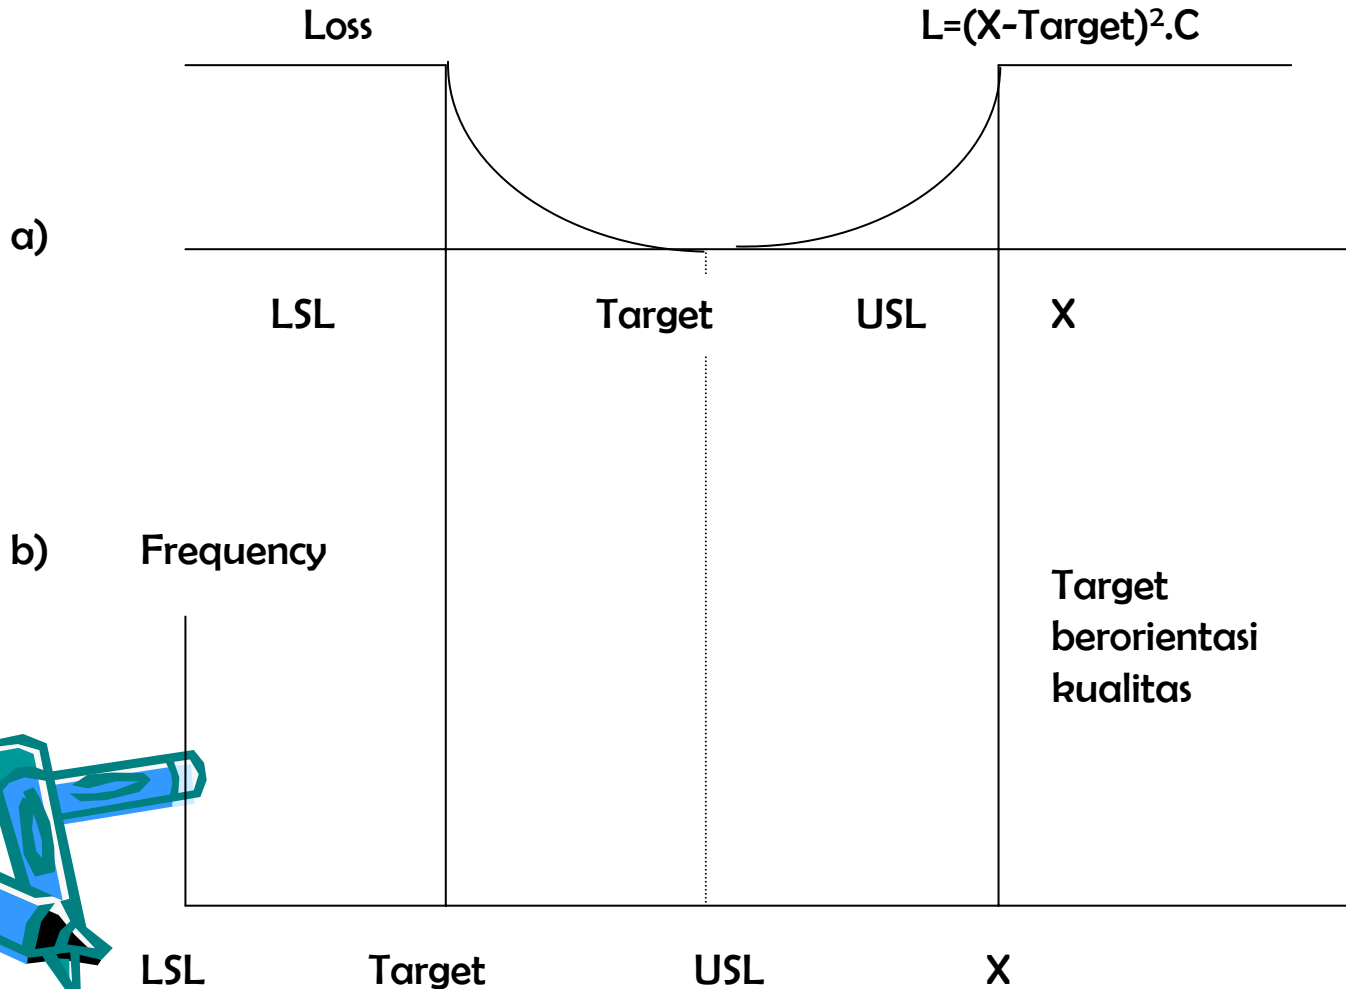 Loss
L=(X-Target)².C
a)
LSL
Target
USL
X
b)
Frequency
Target
berorientasi
kualitas
LSL
Target
USL
X